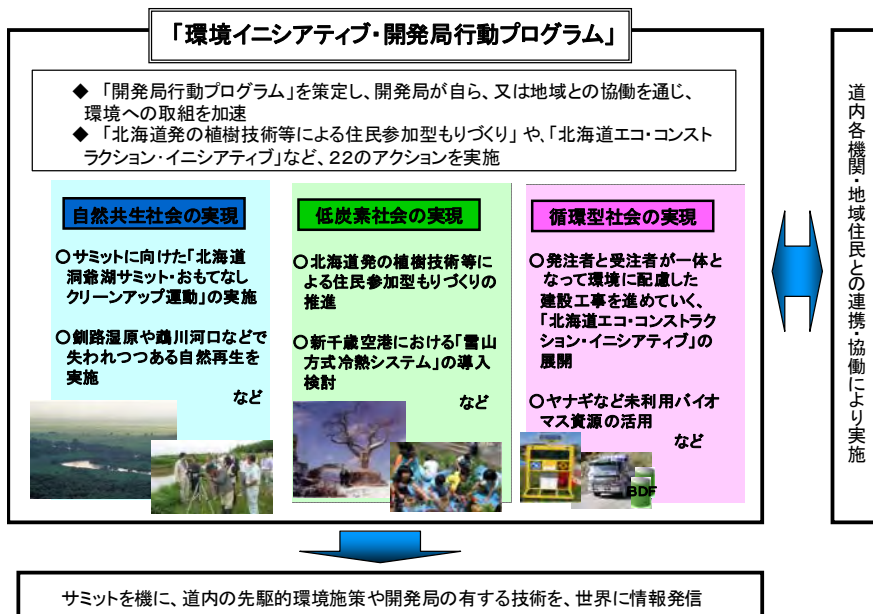 「環境イニシアティブ・開発局行動プログラム」
◆ 「開発局行動プログラム」を策定し、開発局が自ら、又は地域との協働を通じ、
環境への取組を加速
◆ 「北海道発の植樹技術等による住民参加型もりづくり」 や、「北海道エコ・コンスト
ラクション・イニシアティブ」など、22のアクションを実施
自然共生社会の実現
○サミットに向けた「北海道
洞爺湖サミット・おもてなし
クリーンアップ運動」の実施
○釧路湿原や鵡川河口などで
失われつつある自然再生を
実施
など
低炭素社会の実現
○北海道発の植樹技術等に
よる住民参加型もりづくりの
推進
○新千歳空港における「雪山
方式冷熱システム」の導入
検討
など
循環型社会の実現
○発注者と受注者が一体と
なって環境に配慮した
建設工事を進めていく、
「北海道エコ・コンストラク
ション・イニシアティブ」の
展開
○ヤナギなど未利用バイオ
マス資源の活用
など
BDF
道内各機関・地域住民との連携・協働により実施
サミットを機に、道内の先駆的環境施策や開発局の有する技術を、世界に情報発信